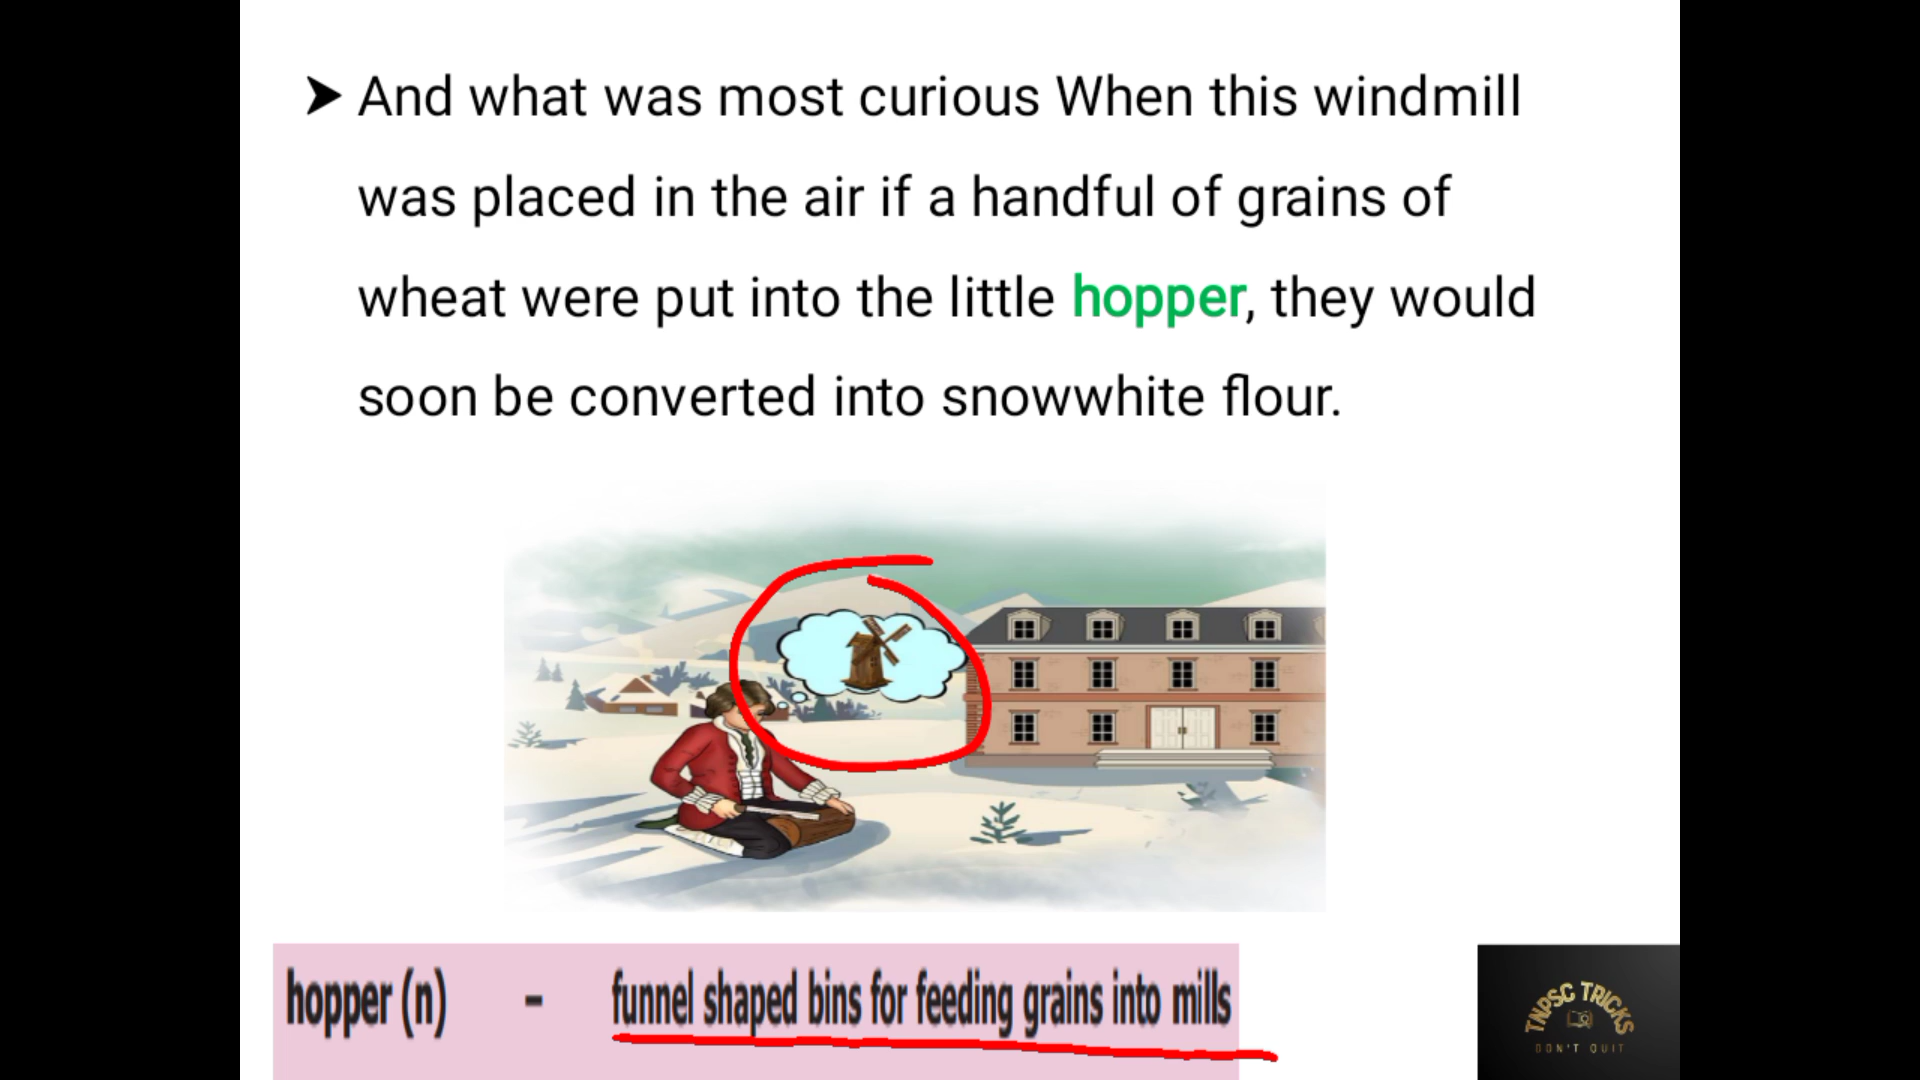 ➤ And what was most curious When this windmill
was placed in the air if a handful of grains of
wheat were put into the little hopper, they would
soon be converted into snowwhite flour.
hopper (n) – funnel shaped bins for feeding grains into mills
TNPSC TRICKS
DON'T QUIT